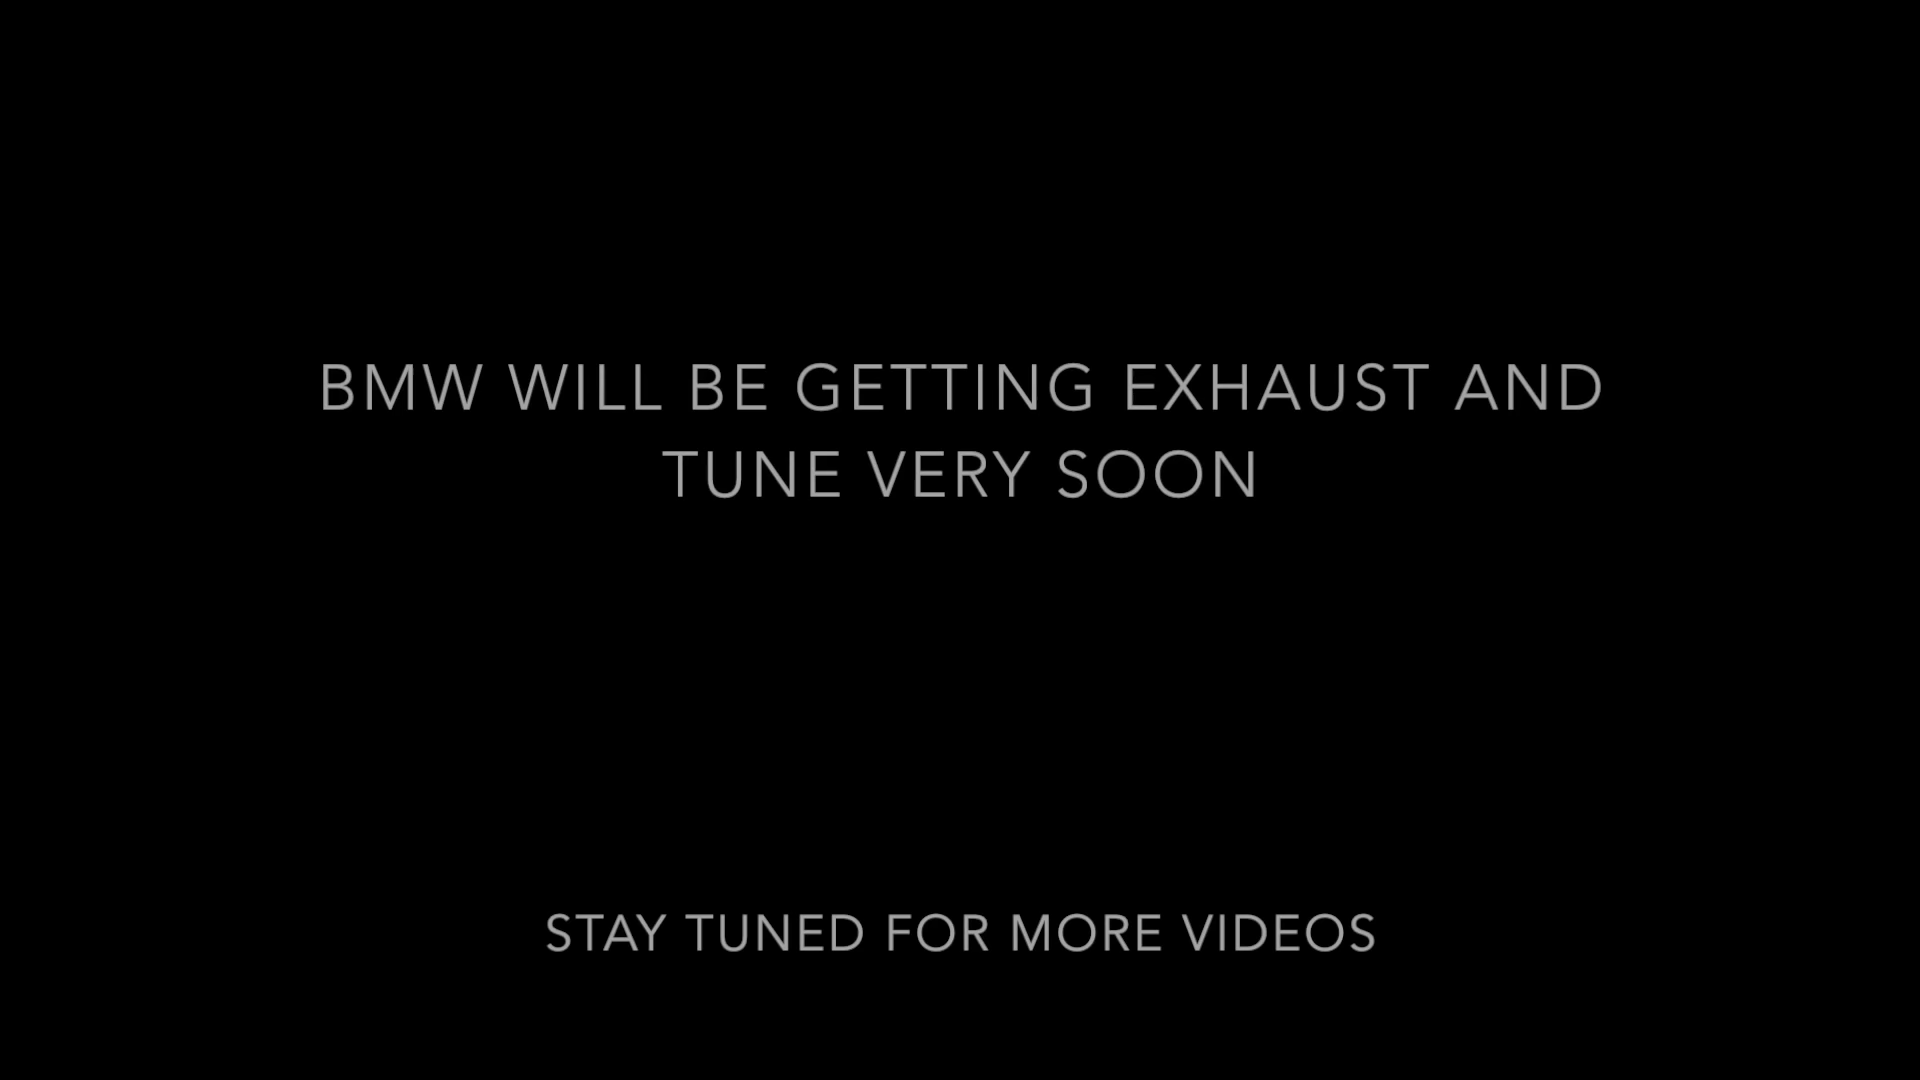 BMW WILL BE GETTING EXHAUST AND
TUNE VERY SOON
STAY TUNED FOR MORE VIDEOS